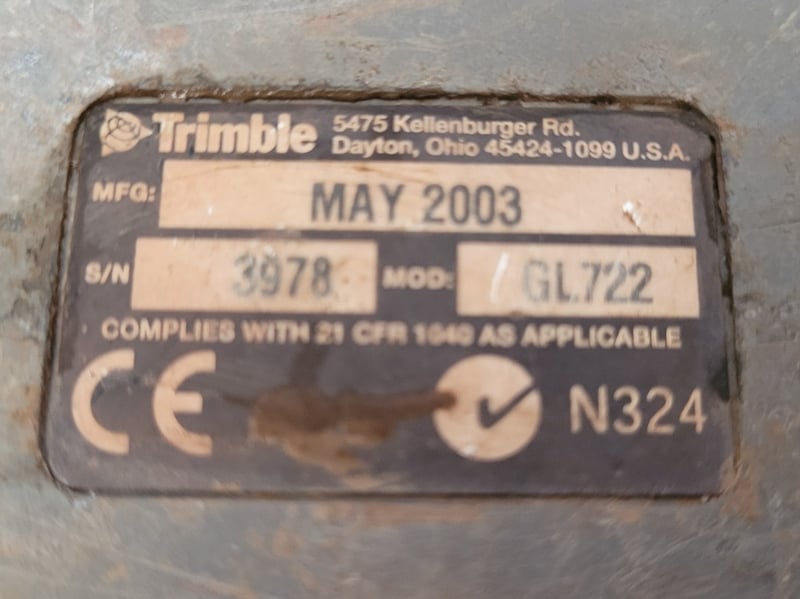 Trimble 5475 Kellenburger Rd.
Dayton, Ohio 45424-1099 U.S.A.
MFG: MAY 2003
S/N 3978 MOD: GL722
COMPLIES WITH 21 CFR 1040 AS APPLICABLE
CE N324